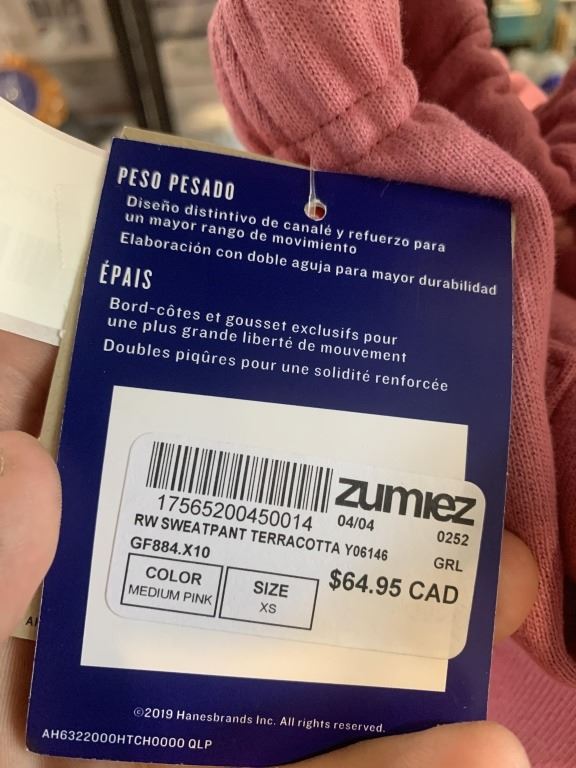 PESO PESADO
Diseño distintivo de canalé y refuerzo para
un mayor rango de movimiento
Elaboración con doble aguja para mayor durabilidad
ÉPAIS
Bord-côtes et gousset exclusifs pour
une plus grande liberté de mouvement
Doubles piqûres pour une solidité renforcée
zumiez
17565200450014 04/04 0252
RW SWEATPANT TERRACOTTA Y06146
GF884.X10 GRL
COLOR
MEDIUM PINK
SIZE
XS
$64.95 CAD
©2019 Hanesbrands Inc. All rights reserved.
AH6322000HTCH0000 QLP